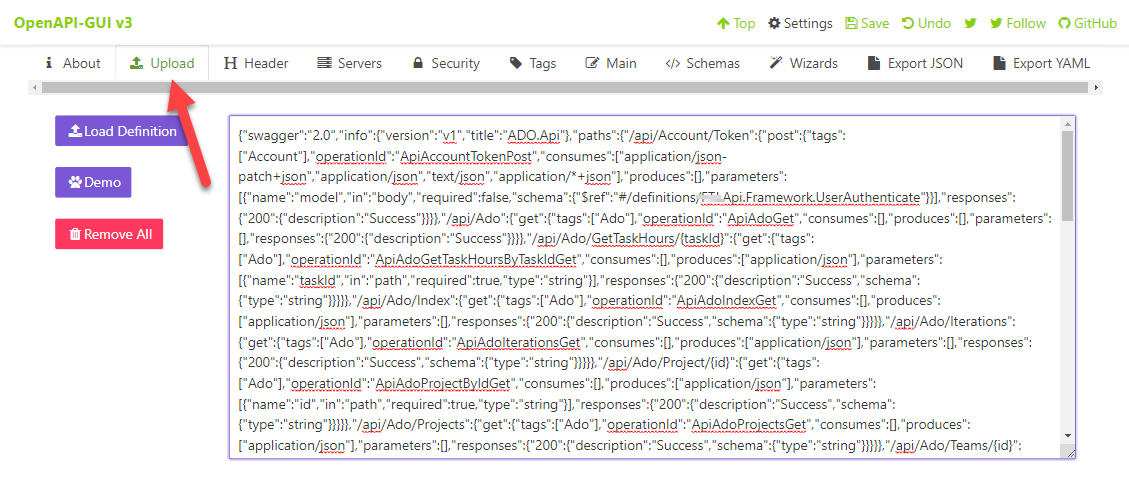 OpenAPI-GUI v3
Top Settings Save Undo Follow GitHub
About Upload Header Servers Security Tags Main Schemas Wizards Export JSON Export YAML
Load Definition
Demo
Remove All
{"swagger":"2.0","info":{"version":"v1","title":"ADO.Api"},"paths":{"/api/Account/Token":{"post":{"tags":
["Account"],"operationId":"ApiAccountTokenPost","consumes":["application/json-
patch+json","application/json","text/json","application/*+json"],"produces":[],"parameters":
[{"name":"model","in":"body","required":false,"schema":{"$ref":"#/definitions/ Api.Framework.UserAuthenticate"}}],"responses":
{"200":{"description":"Success"}}}},"/api/Ado":{"get":{"tags":["Ado"],"operationId":"ApiAdoGet","consumes":[],"produces":[],"parameters":
[],"responses":{"200":{"description":"Success"}}}},"/api/Ado/GetTaskHours/{taskId}":{"get":{"tags":
["Ado"],"operationId":"ApiAdoGetTaskHoursByTaskIdGet","consumes":[],"produces":["application/json"],"parameters":
[{"name":"taskId","in":"path","required":true,"type":"string"}],"responses":{"200":{"description":"Success","schema":
{"type":"string"}}}}},"/api/Ado/Index":{"get":{"tags":["Ado"],"operationId":"ApiAdoIndexGet","consumes":[],"produces":
["application/json"],"parameters":[],"responses":{"200":{"description":"Success","schema":{"type":"string"}}}}},"/api/Ado/Iterations":
{"get":{"tags":["Ado"],"operationId":"ApiAdoIterationsGet","consumes":[],"produces":["application/json"],"parameters":[],"responses":
{"200":{"description":"Success","schema":{"type":"string"}}}}},"/api/Ado/Project/{id}":{"get":{"tags":
["Ado"],"operationId":"ApiAdoProjectByIdGet","consumes":[],"produces":["application/json"],"parameters":
[{"name":"id","in":"path","required":true,"type":"string"}],"responses":{"200":{"description":"Success","schema":
{"type":"string"}}}}},"/api/Ado/Projects":{"get":{"tags":["Ado"],"operationId":"ApiAdoProjectsGet","consumes":[],"produces":
["application/json"],"parameters":[],"responses":{"200":{"description":"Success","schema":{"type":"string"}}}}},"/api/Ado/Teams/{id}":